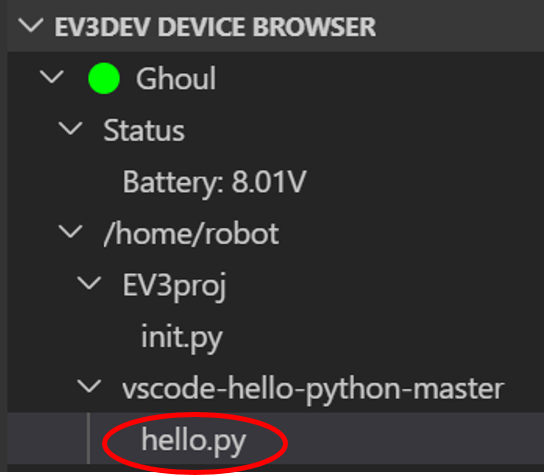 EV3DEV DEVICE BROWSER
Ghoul
Status
Battery: 8.01V
/home/robot
EV3proj
init.py
vscode-hello-python-master
hello.py